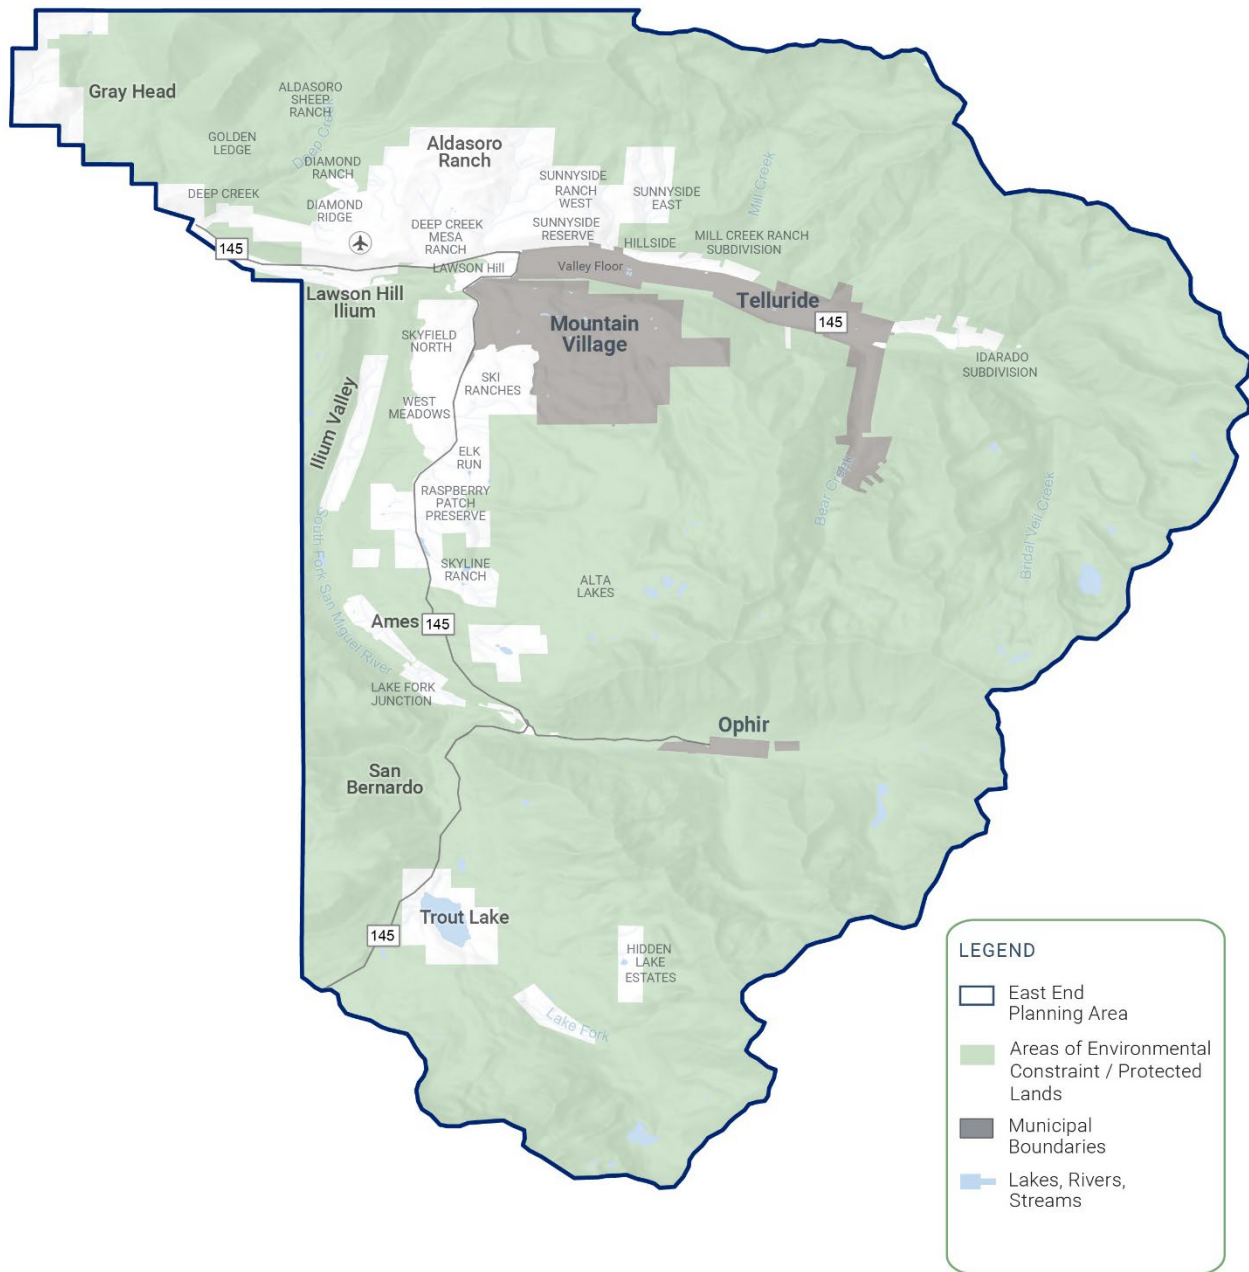 Gray Head
ALDASORO
SHEEP
RANCH
GOLDEN
LEDGE
Deep Creek
DIAMOND
RANCH
Aldasoro
Ranch
DEEP CREEK
DIAMOND
RIDGE
DEEP CREEK
MESA
RANCH
SUNNYSIDE
RANCH
WEST
SUNNYSIDE
EAST
SUNNYSIDE
RESERVE
HILLSIDE
Mill Creek
MILL CREEK RANCH
SUBDIVISION
145
LAWSON Hill
Valley Floor
Lawson Hill
Ilium
Telluride
145
Mountain
Village
SKYFIELD
NORTH
IDARADO
SUBDIVISION
SKI
RANCHES
WEST
MEADOWS
Ilium Valley
ELK
RUN
RASPBERRY
PATCH
PRESERVE
Bear Creek
Bridal Veil Creek
South Fork San Miguel River
SKYLINE
RANCH
ALTA
LAKES
Ames
145
LAKE FORK
JUNCTION
Ophir
San
Bernardo
Trout Lake
145
HIDDEN
LAKE
ESTATES
Lake Fork
LEGEND
East End
Planning Area
Areas of Environmental
Constraint / Protected
Lands
Municipal
Boundaries
Lakes, Rivers,
Streams